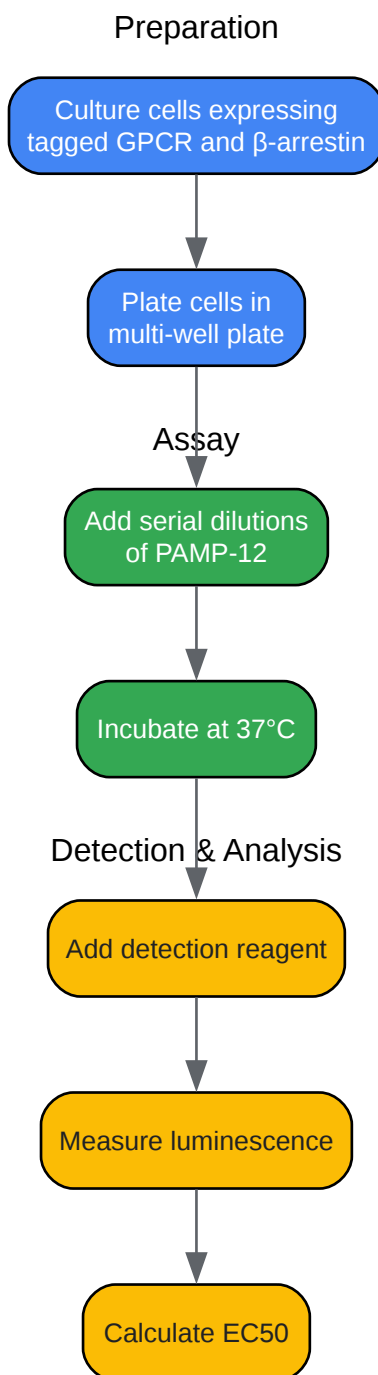 Preparation
Culture cells expressing
tagged GPCR and β-arrestin
Plate cells in
multi-well plate
Assay
Add serial dilutions
of PAMP-12
Incubate at 37°C
Detection & Analysis
Add detection reagent
Measure luminescence
Calculate EC50